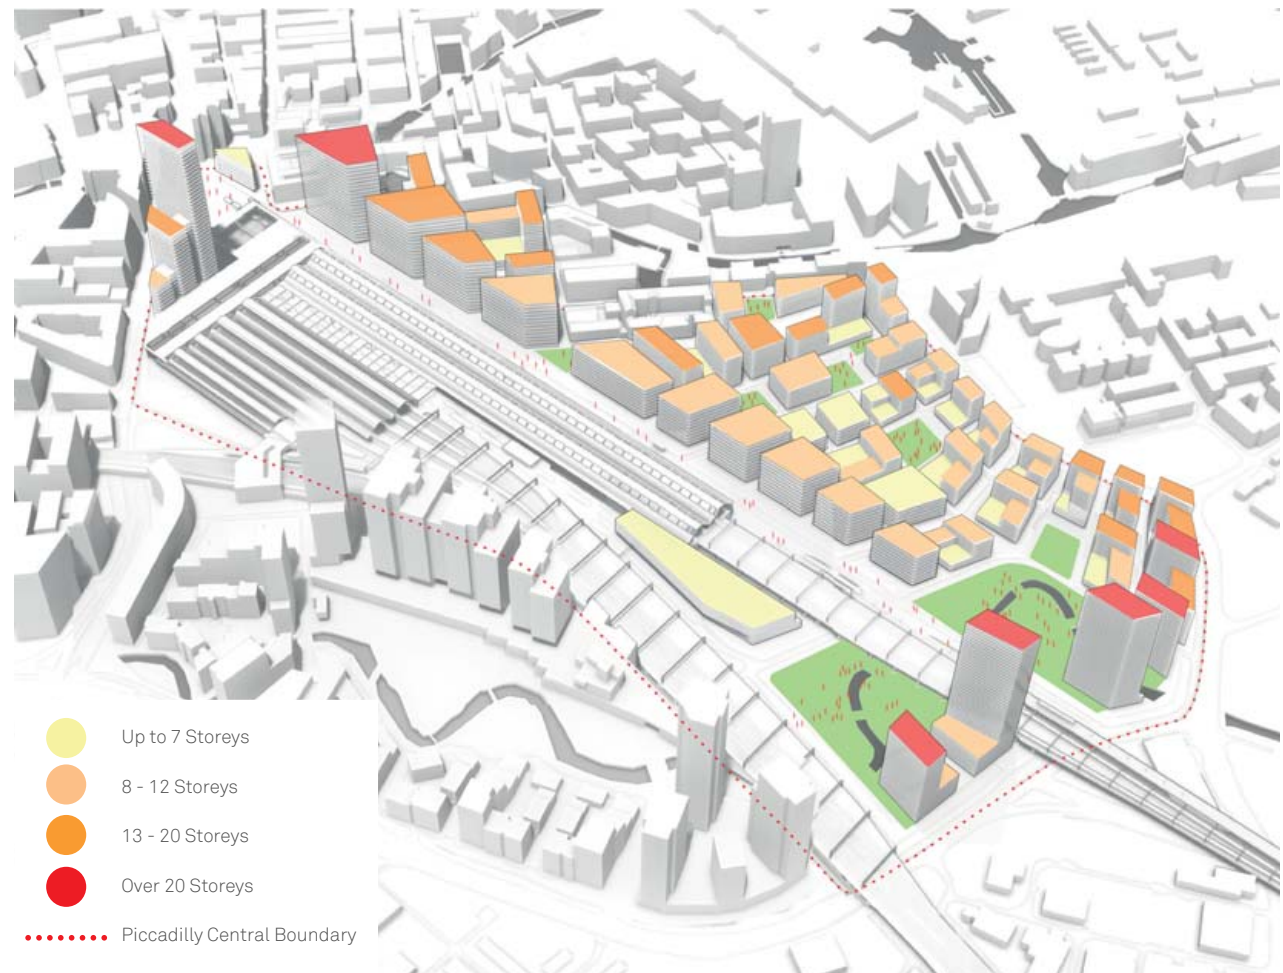 Up to 7 Storeys
8 - 12 Storeys
13 - 20 Storeys
Over 20 Storeys
Piccadilly Central Boundary